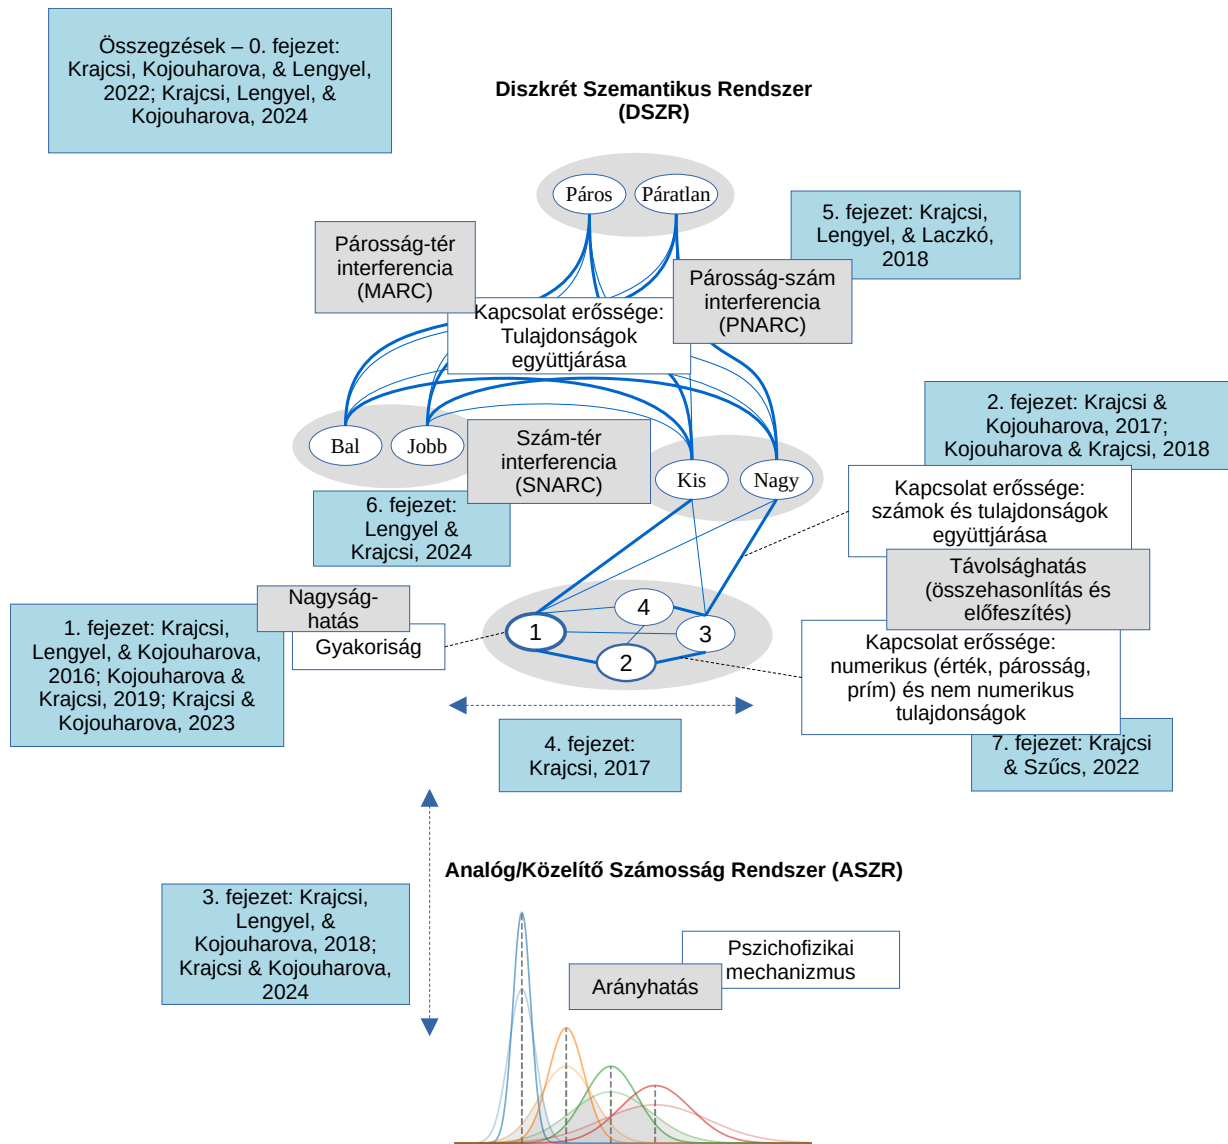 Összegzések – 0. fejezet:
Krajcsi, Kojouharova, & Lengyel,
2022; Krajcsi, Lengyel, &
Kojouharova, 2024
Diszkrét Szemantikus Rendszer
(DSZR)
Páros
Páratlan
5. fejezet: Krajcsi,
Lengyel, & Laczkó,
2018
Párosság-tér
interferencia
(MARC)
Párosság-szám
interferencia
(PNARC)
Kapcsolat erőssége:
Tulajdonságok
együttjárása
2. fejezet: Krajcsi &
Kojouharova, 2017;
Kojouharova & Krajcsi, 2018
Bal
Jobb
Szám-tér
interferencia
(SNARC)
Kis
Nagy
Kapcsolat erőssége:
számok és tulajdonságok
együttjárása
6. fejezet:
Lengyel &
Krajcsi, 2024
Távolsághatás
(összehasonlítás és
előfeszítés)
Nagyság-
hatás
Gyakoriság
1. fejezet: Krajcsi,
Lengyel, & Kojouharova,
2016; Kojouharova &
Krajcsi, 2019; Krajcsi &
Kojouharova, 2023
4
1
3
2
Kapcsolat erőssége:
numerikus (érték, párosság,
prím) és nem numerikus
tulajdonságok
7. fejezet: Krajcsi
& Szűcs, 2022
4. fejezet:
Krajcsi, 2017
Analóg/Közelítő Számosság Rendszer (ASZR)
3. fejezet: Krajcsi,
Lengyel, &
Kojouharova, 2018;
Krajcsi & Kojouharova,
2024
Pszichofizikai
mechanizmus
Arányhatás